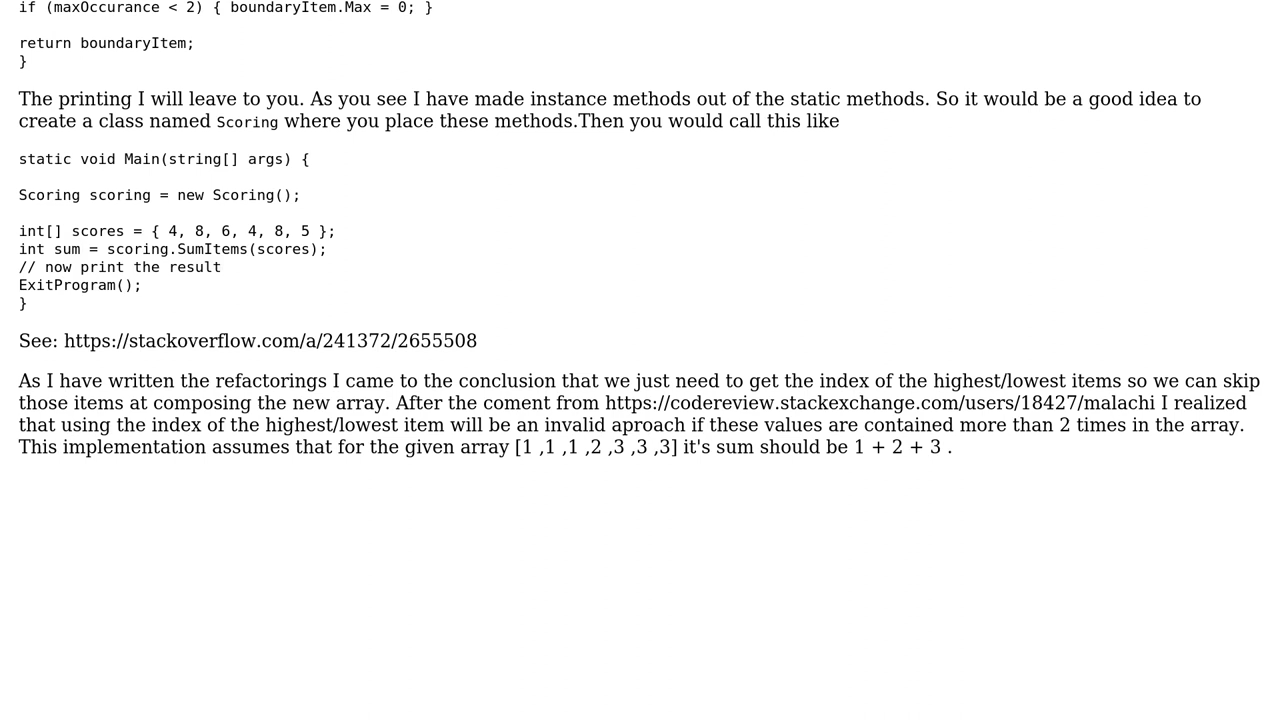 if (maxOccurance < 2) { boundaryItem.Max = 0; }
return boundaryItem;
}
The printing I will leave to you. As you see I have made instance methods out of the static methods. So it would be a good idea to
create a class named Scoring where you place these methods.Then you would call this like
static void Main(string[] args) {
Scoring scoring = new Scoring();
int[] scores = { 4, 8, 6, 4, 8, 5 };
int sum = scoring.SumItems(scores);
// now print the result
ExitProgram();
}
See: https://stackoverflow.com/a/241372/2655508
As I have written the refactorings I came to the conclusion that we just need to get the index of the highest/lowest items so we can skip
those items at composing the new array. After the coment from https://codereview.stackexchange.com/users/18427/malachi I realized
that using the index of the highest/lowest item will be an invalid aproach if these values are contained more than 2 times in the array.
This implementation assumes that for the given array [1 ,1 ,1 ,2 ,3 ,3 ,3] it's sum should be 1 + 2 + 3 .